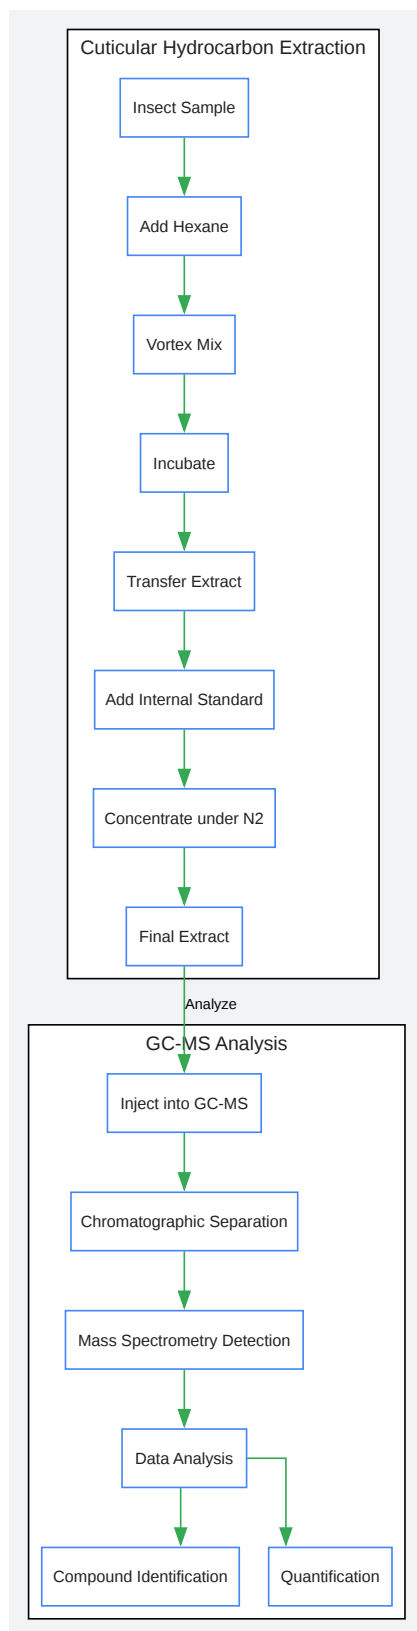 Cuticular Hydrocarbon Extraction
Insect Sample
Add Hexane
Vortex Mix
Incubate
Transfer Extract
Add Internal Standard
Concentrate under N2
Final Extract
Analyze
GC-MS Analysis
Inject into GC-MS
Chromatographic Separation
Mass Spectrometry Detection
Data Analysis
Compound Identification
Quantification